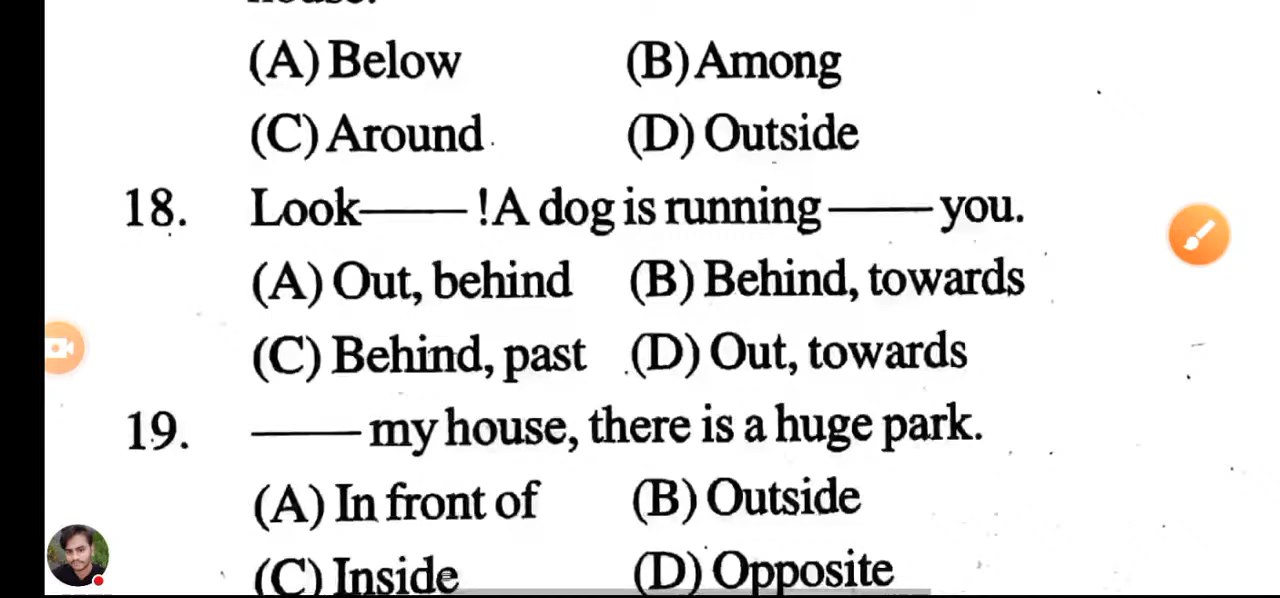 (A) Below (B) Among
(C) Around (D) Outside
18. Look—— !A dog is running —— you.
(A) Out, behind (B) Behind, towards
(C) Behind, past (D) Out, towards
19. —— my house, there is a huge park.
(A) In front of (B) Outside
(C) Inside (D) Opposite